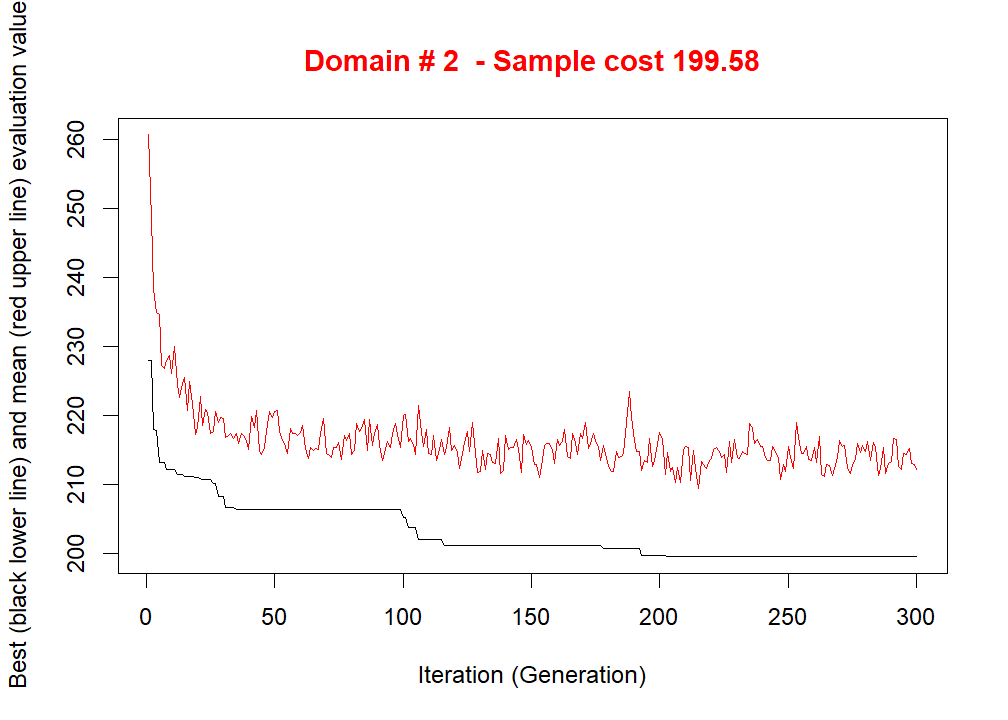 Domain # 2  - Sample cost 199.58
Best (black lower line) and mean (red upper line) evaluation value
260
250
240
230
220
210
200
0 50 100 150 200 250 300
Iteration (Generation)